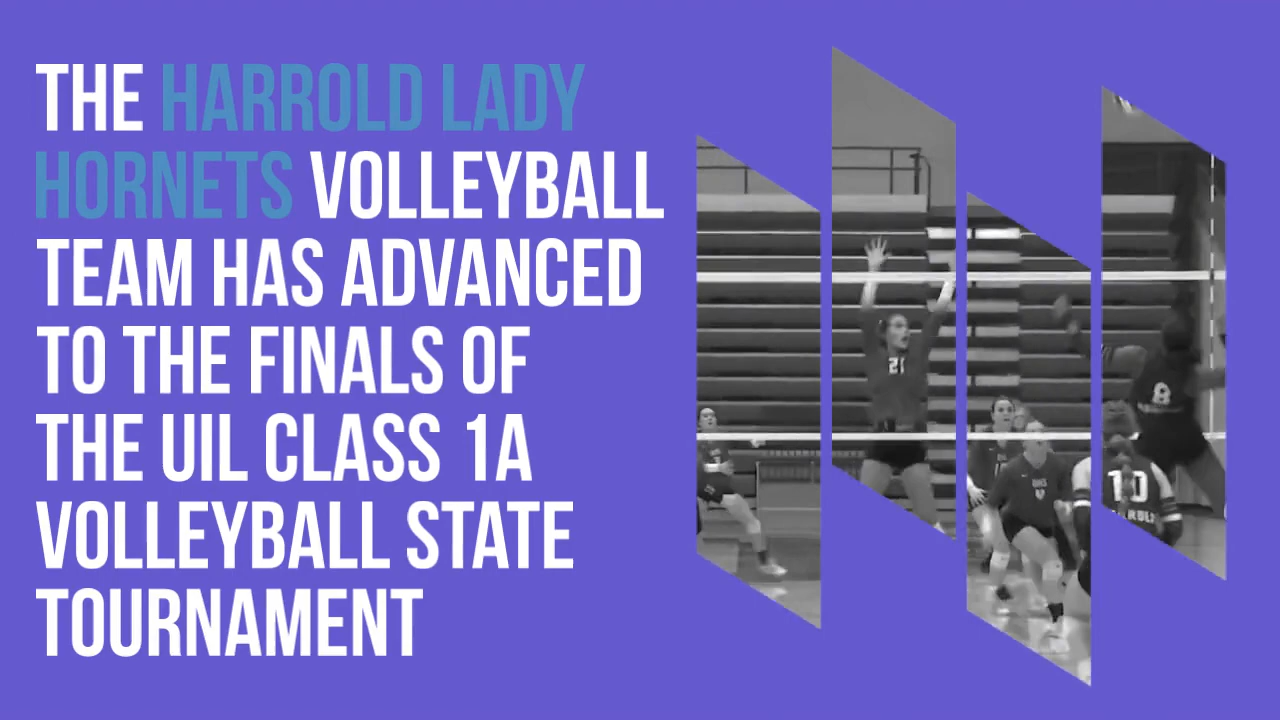 THE HARROLD LADY
HORNETS VOLLEYBALL
TEAM HAS ADVANCED
TO THE FINALS OF
THE UIL CLASS 1A
VOLLEYBALL STATE
TOURNAMENT
21
8
10